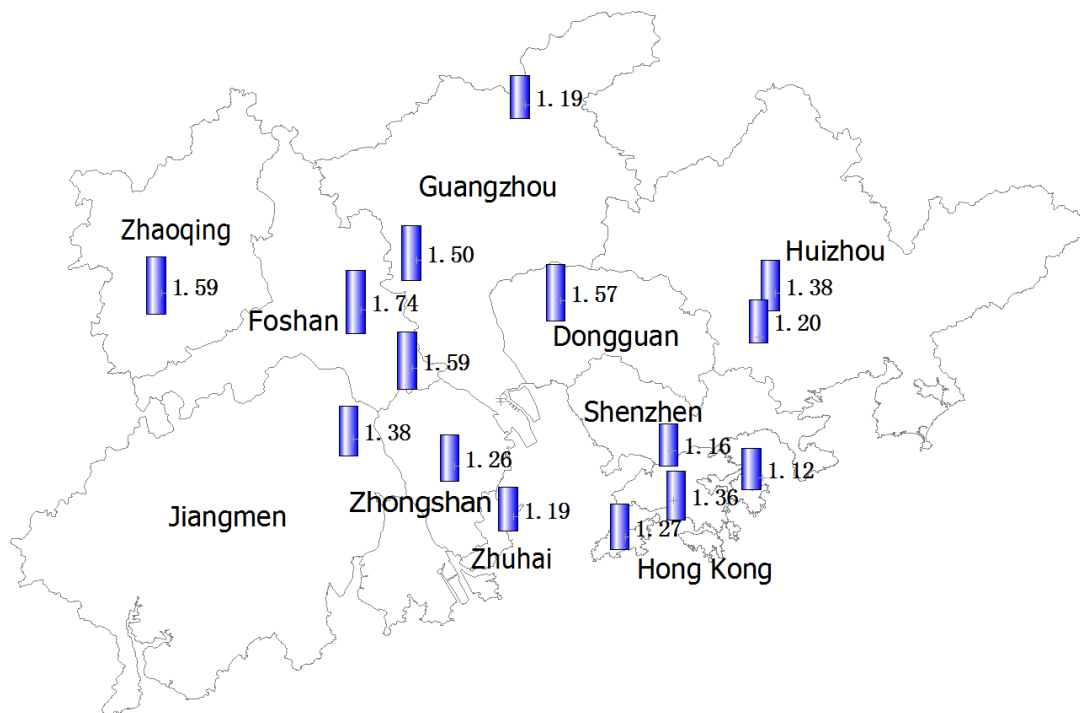 1.19
Guangzhou
Zhaoqing
1.50
Huizhou
1.59
1.74
1.57
1.38
Foshan
Dongguan
1.20
1.59
Shenzhen
1.38
1.26
1.16
1.12
Zhongshan
1.36
Jiangmen
1.19
1.27
Zhuhai
Hong Kong